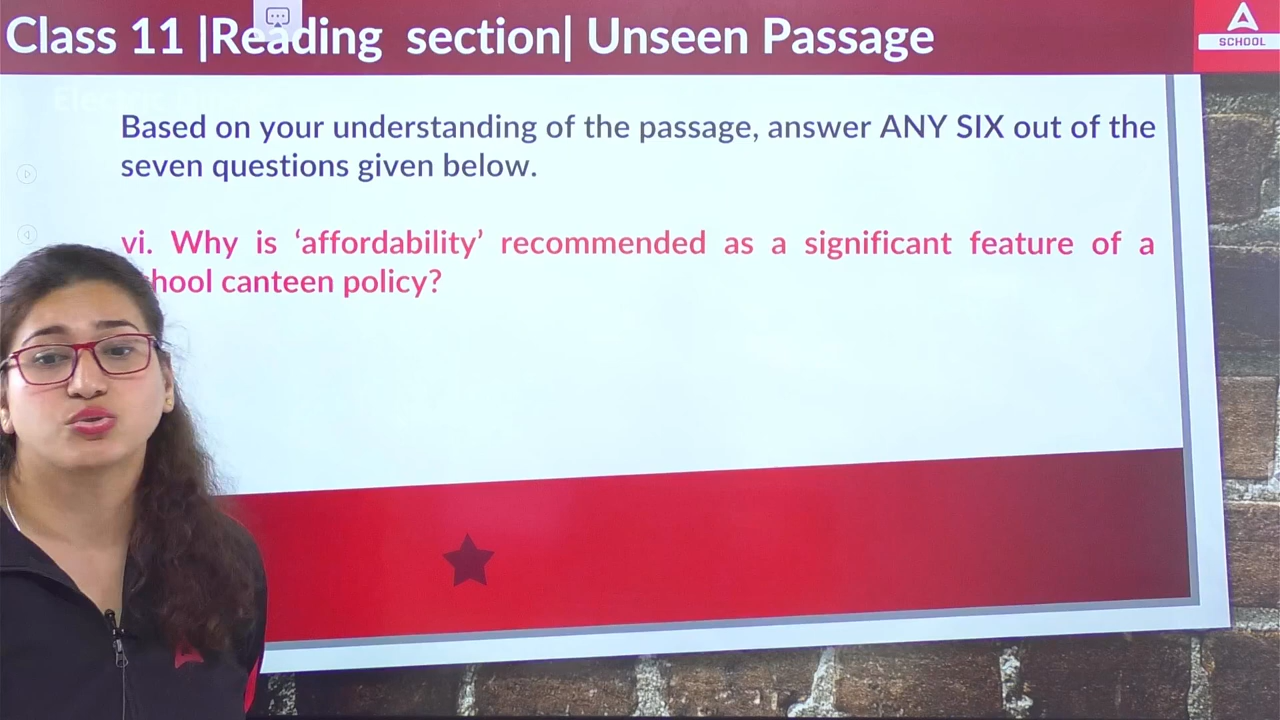 Class 11 |Reading section| Unseen Passage
SCHOOL
Based on your understanding of the passage, answer ANY SIX out of the
seven questions given below.
vi. Why is ‘affordability’ recommended as a significant feature of a
hool canteen policy?